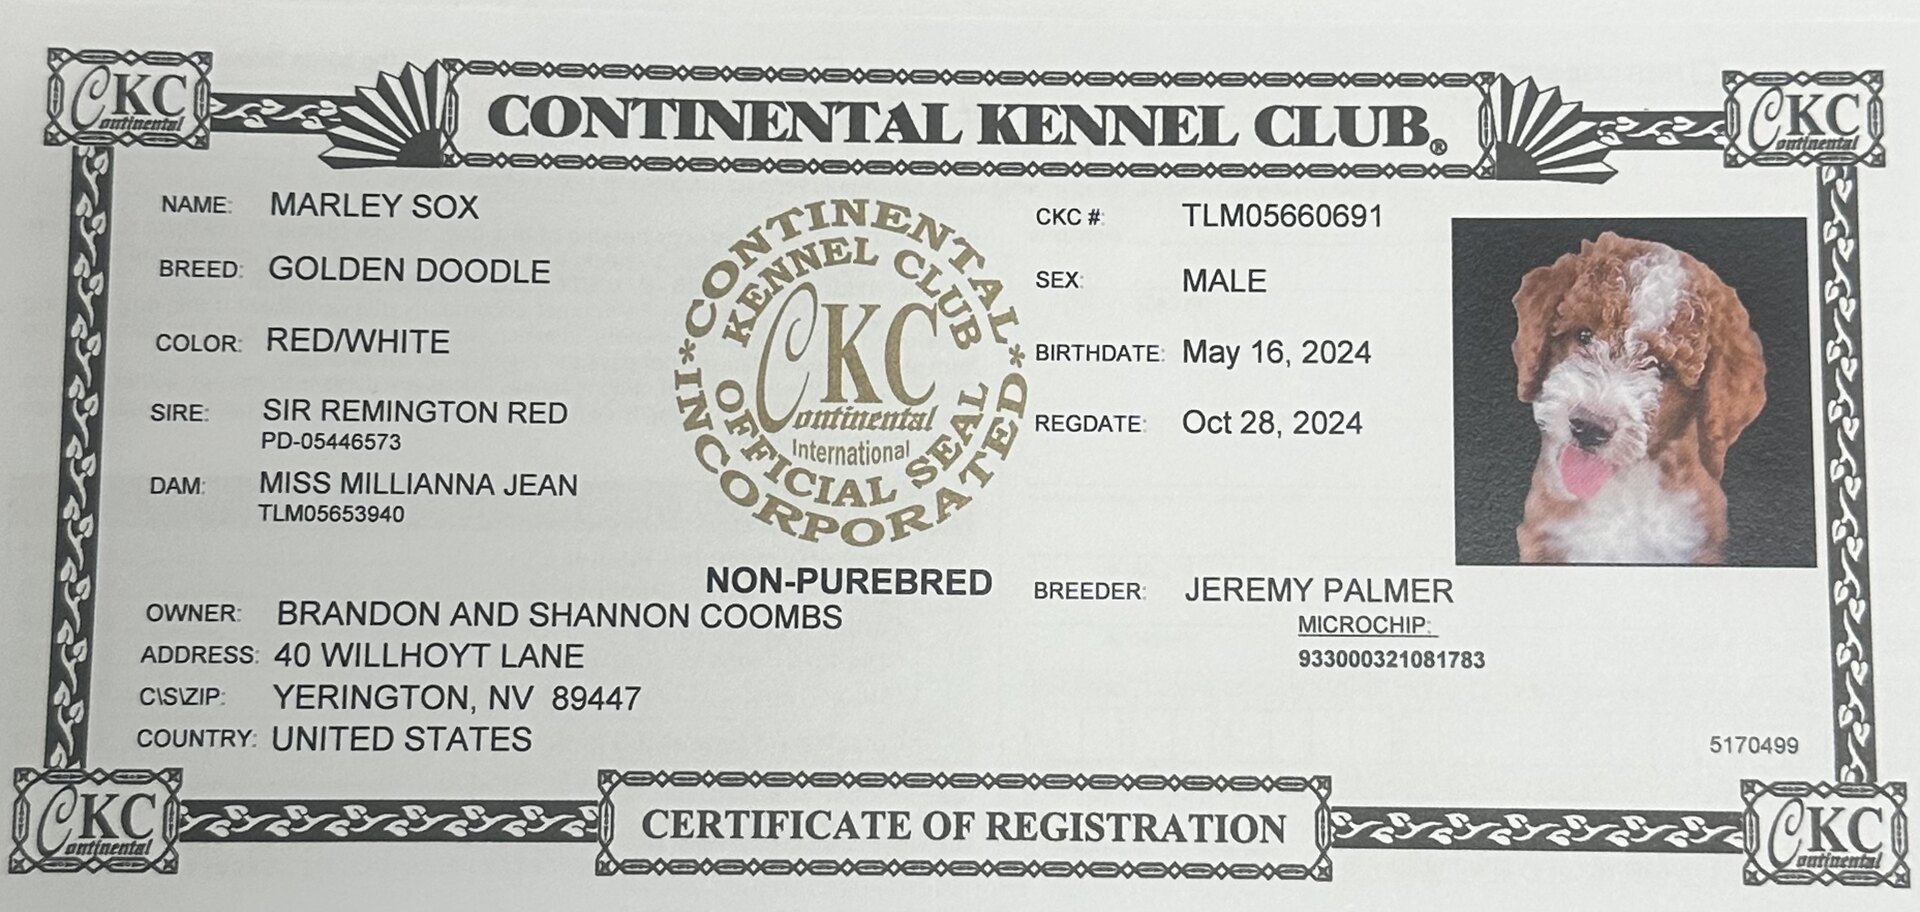 CKC
Continental
CONTINENTAL KENNEL CLUB®
CKC
Continental
NAME: MARLEY SOX
BREED: GOLDEN DOODLE
COLOR: RED/WHITE
SIRE: SIR REMINGTON RED
PD-05446573
DAM: MISS MILLIANNA JEAN
TLM05653940
*CONTINENTAL*
KENNEL CLUB
CKC
Continental
International
OFFICIAL SEAL
INCORPORATED
CKC #: TLM05660691
SEX: MALE
BIRTHDATE: May 16, 2024
REGDATE: Oct 28, 2024
NON-PUREBRED
BREEDER: JEREMY PALMER
MICROCHIP:
933000321081783
OWNER: BRANDON AND SHANNON COOMBS
ADDRESS: 40 WILLHOYT LANE
C\S\ZIP: YERINGTON, NV 89447
COUNTRY: UNITED STATES
5170499
CKC
Continental
CERTIFICATE OF REGISTRATION
CKC
Continental